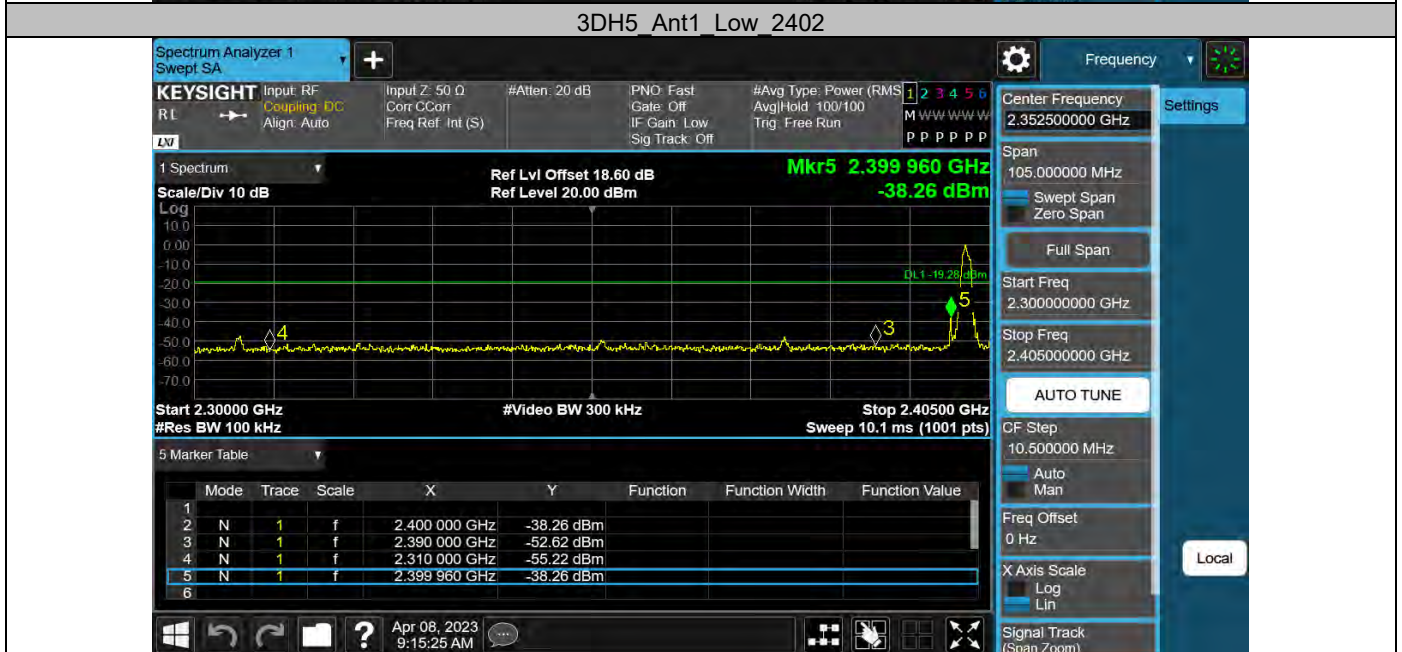 3DH5_Ant1_Low_2402
Spectrum Analyzer 1
Swept SA
+
Frequency
KEYSIGHT
RL
LXI
Input: RF
Coupling: DC
Align: Auto
Input Z: 50 Ω
Corr CCorr
Freq Ref: Int (S)
#Atten: 20 dB
PNO: Fast
Gate: Off
IF Gain: Low
Sig Track: Off
#Avg Type: Power (RMS
Avg|Hold: 100/100
Trig: Free Run
1 2 3 4 5 6
M W W W W W
P P P P P P
Settings
1 Spectrum
Scale/Div 10 dB
Ref Lvl Offset 18.60 dB
Ref Level 20.00 dBm
Mkr5 2.399 960 GHz
-38.26 dBm
Log
10.0
0.00
-10.0
-20.0
-30.0
-40.0
-50.0
-60.0
-70.0
DL1 -19.28 dBm
4
3
5
Start 2.30000 GHz
#Res BW 100 kHz
#Video BW 300 kHz
Stop 2.40500 GHz
Sweep 10.1 ms (1001 pts)
5 Marker Table
Mode Trace Scale X Y Function Function Width Function Value
1
2 N 1 f 2.400 000 GHz -38.26 dBm
3 N 1 f 2.390 000 GHz -52.62 dBm
4 N 1 f 2.310 000 GHz -55.22 dBm
5 N 1 f 2.399 960 GHz -38.26 dBm
6
Center Frequency
2.352500000 GHz
Span
105.000000 MHz
Swept Span
Zero Span
Full Span
Start Freq
2.300000000 GHz
Stop Freq
2.405000000 GHz
AUTO TUNE
CF Step
10.500000 MHz
Auto
Man
Freq Offset
0 Hz
X Axis Scale
Log
Lin
Signal Track
(Span Zoom)
Local
?
Apr 08, 2023
9:15:25 AM